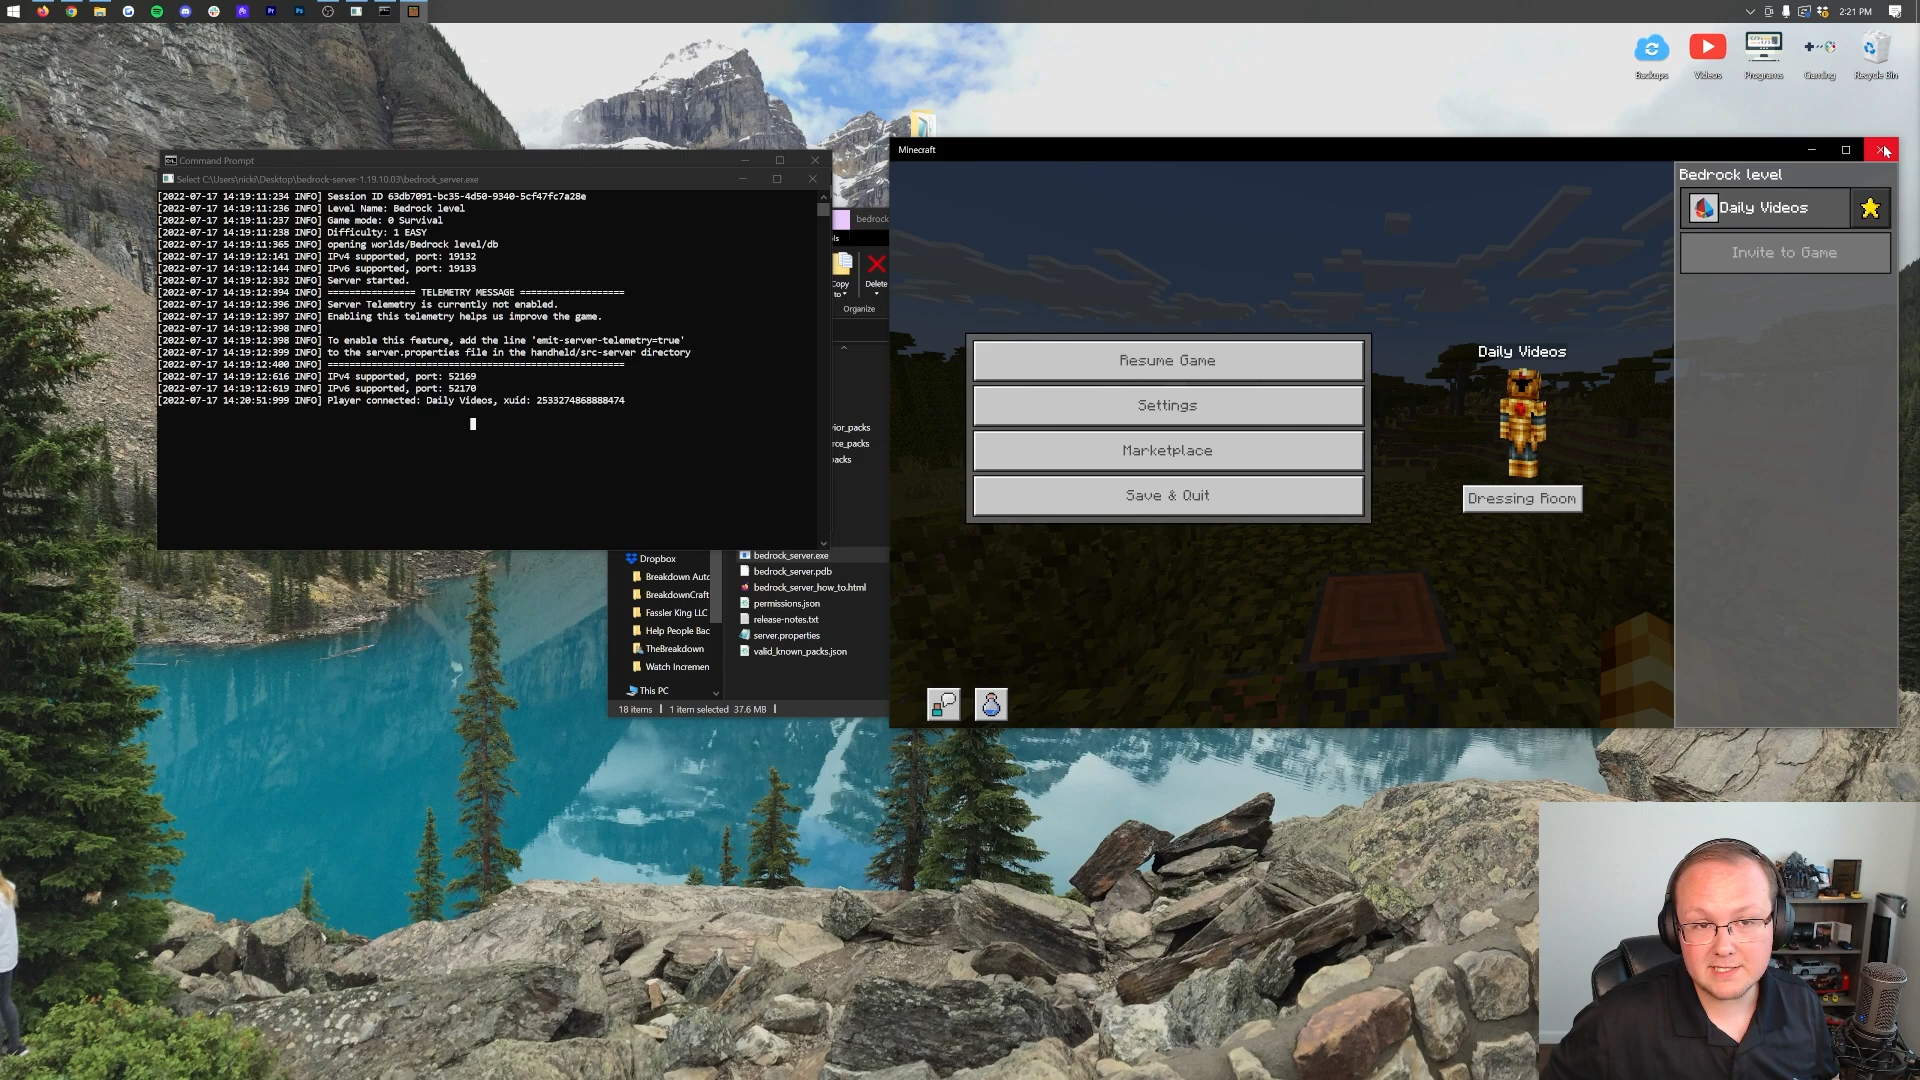 2:21 PM
Backups
Videos
Programs
Gaming
Recycle Bin
Command Prompt
Select C:\Users\nicki\Desktop\bedrock-server-1.19.10.03\bedrock_server.exe
[2022-07-17 14:19:11:234 INFO] Session ID 63db7091-bc35-4d50-9340-5cf47fc7a28e
[2022-07-17 14:19:11:236 INFO] Level Name: Bedrock level
[2022-07-17 14:19:11:237 INFO] Game mode: 0 Survival
[2022-07-17 14:19:11:238 INFO] Difficulty: 1 EASY
[2022-07-17 14:19:11:365 INFO] opening worlds/Bedrock level/db
[2022-07-17 14:19:12:141 INFO] IPv4 supported, port: 19132
[2022-07-17 14:19:12:144 INFO] IPv6 supported, port: 19133
[2022-07-17 14:19:12:332 INFO] Server started.
[2022-07-17 14:19:12:394 INFO] ================ TELEMETRY MESSAGE ===================
[2022-07-17 14:19:12:396 INFO] Server Telemetry is currently not enabled.
[2022-07-17 14:19:12:397 INFO] Enabling this telemetry helps us improve the game.
[2022-07-17 14:19:12:398 INFO]
[2022-07-17 14:19:12:398 INFO] To enable this feature, add the line 'emit-server-telemetry=true'
[2022-07-17 14:19:12:399 INFO] to the server.properties file in the handheld/src-server directory
[2022-07-17 14:19:12:400 INFO] ======================================================
[2022-07-17 14:19:12:616 INFO] IPv4 supported, port: 52169
[2022-07-17 14:19:12:619 INFO] IPv6 supported, port: 52170
[2022-07-17 14:20:51:999 INFO] Player connected: Daily Videos, xuid: 2533274868888474
bedrock
ls
Copy
to
Delete
Organize
vior_packs
rce_packs
packs
Dropbox
Breakdown Auto
BreakdownCraft
Fassler King LLC
Help People Bac
TheBreakdown
Watch Incremen
This PC
bedrock_server.exe
bedrock_server.pdb
bedrock_server_how_to.html
permissions.json
release-notes.txt
server.properties
valid_known_packs.json
18 items
1 item selected 37.6 MB
Minecraft
Resume Game
Settings
Marketplace
Save & Quit
Daily Videos
Dressing Room
Bedrock level
Daily Videos
Invite to Game